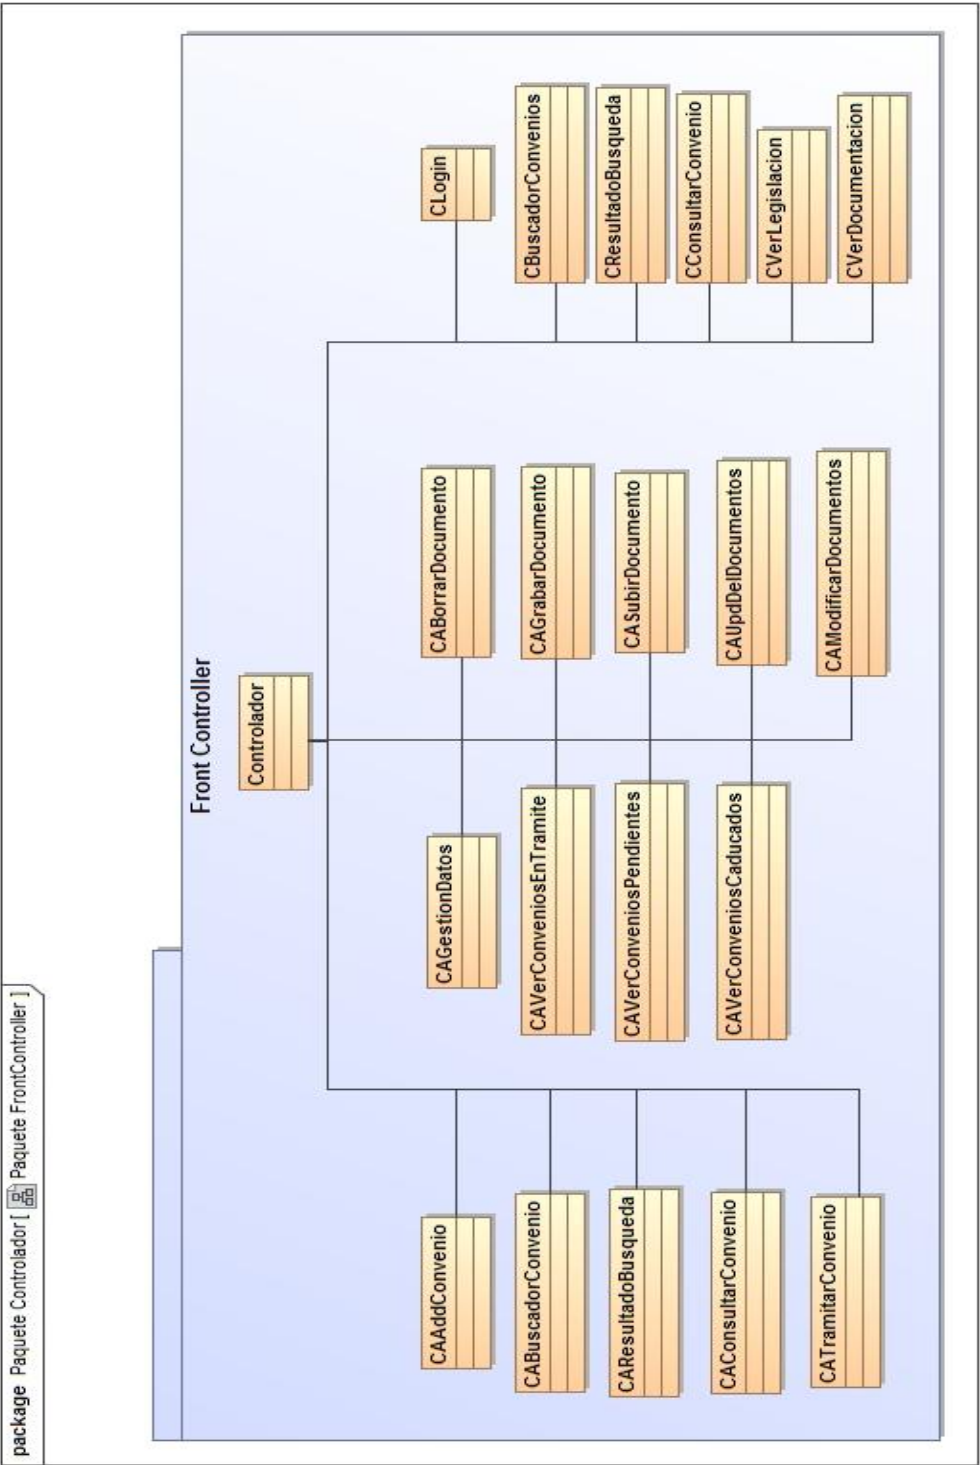 package Paquete Controlador [ Paquete FrontController ]
Front Controller
Controlador
CAAddConvenio
CABuscadorConvenio
CAResultadoBusqueda
CAConsultarConvenio
CATramitarConvenio
CAGestionDatos
CAVerConveniosEnTramite
CAVerConveniosPendientes
CAVerConveniosCaducados
CABorrarDocumento
CAGrabarDocumento
CASubirDocumento
CAUpdDelDocumentos
CAModificarDocumentos
CLogin
CBuscadorConvenios
CResultadoBusqueda
CConsultarConvenio
CVerLegislacion
CVerDocumentacion